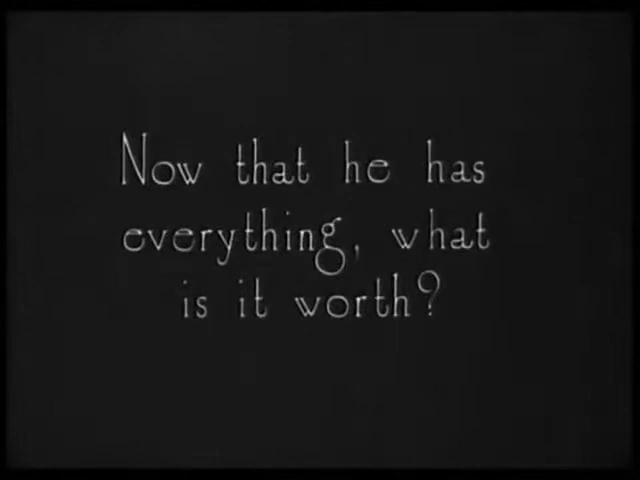 Now that he has
everything, what
is it worth?